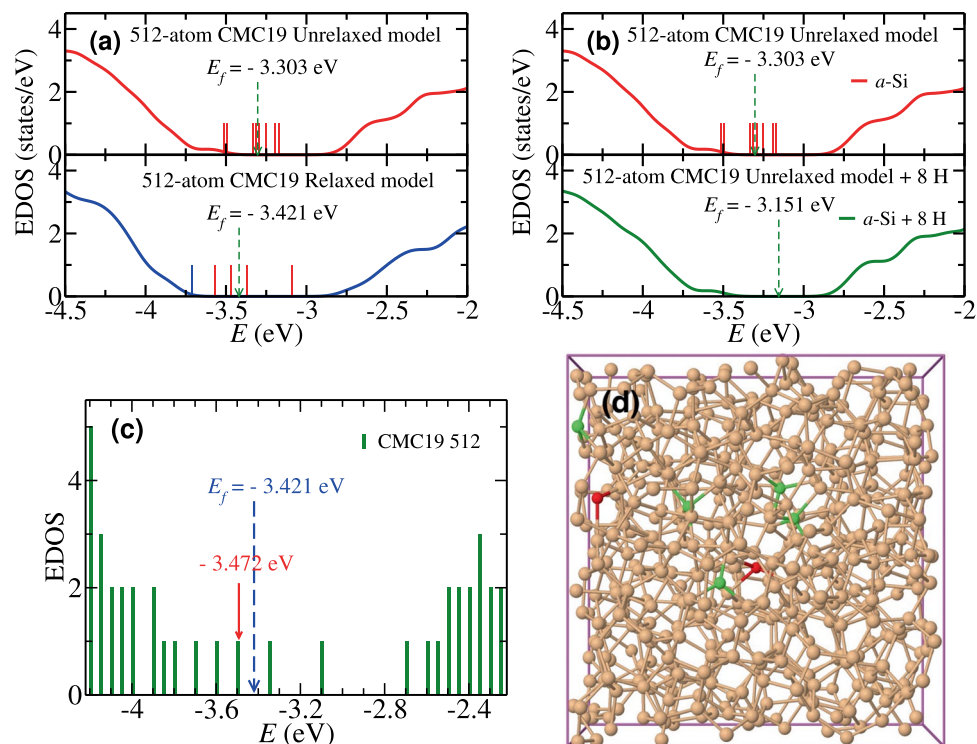 (a)
512-atom CMC19 Unrelaxed model
E_f = - 3.303 eV
512-atom CMC19 Relaxed model
E_f = - 3.421 eV
EDOS (states/eV)
4
2
0
4
2
0
-4.5 -4 -3.5 -3 -2.5 -2
E (eV)
(b)
512-atom CMC19 Unrelaxed model
E_f = - 3.303 eV
a-Si
512-atom CMC19 Unrelaxed model + 8 H
E_f = - 3.151 eV
a-Si + 8 H
EDOS (states/eV)
4
2
0
4
2
0
-4.5 -4 -3.5 -3 -2.5 -2
E (eV)
(c)
CMC19 512
E_f = - 3.421 eV
- 3.472 eV
EDOS
4
2
0
-4 -3.6 -3.2 -2.8 -2.4
E (eV)
(d)